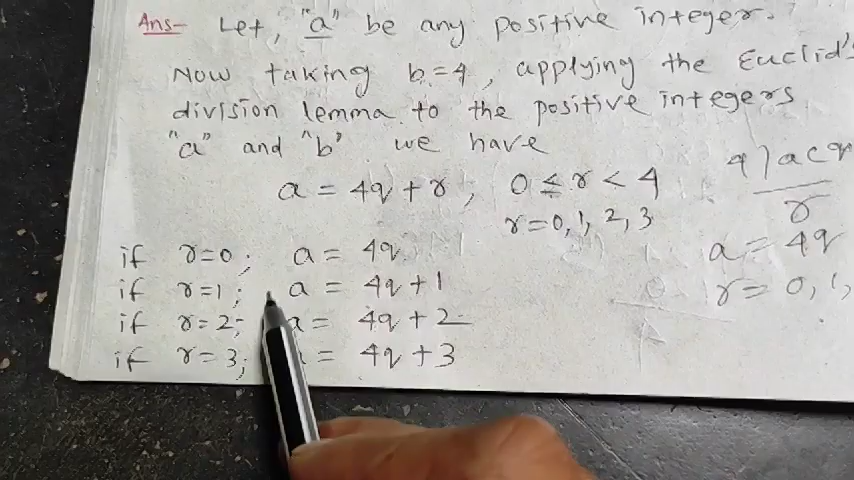 Ans- Let, "a" be any positive integer.
Now taking b=4, applying the Euclid's
division lemma to the positive integers
"a" and "b" we have
a = 4q + r, 0 ≤ r < 4
r = 0, 1, 2, 3
if r=0; a = 4q
if r=1; a = 4q+1
if r=2; a = 4q+2
if r=3; = 4q+3
4) a (q
r
a = 4q
r = 0, 1,